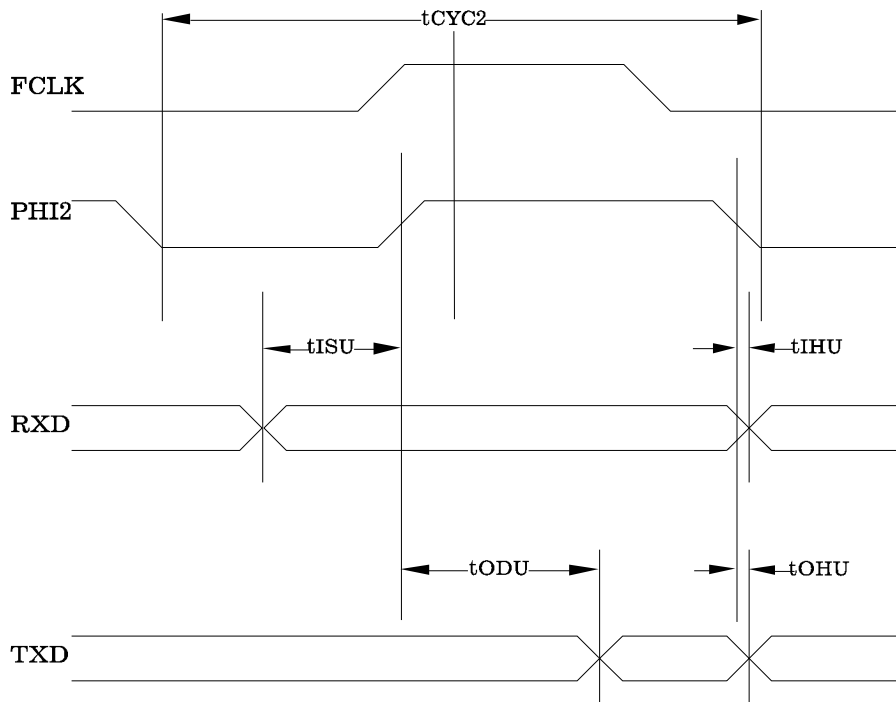 tCYC2
FCLK
PHI2
tISU
tIHU
RXD
tODU
tOHU
TXD